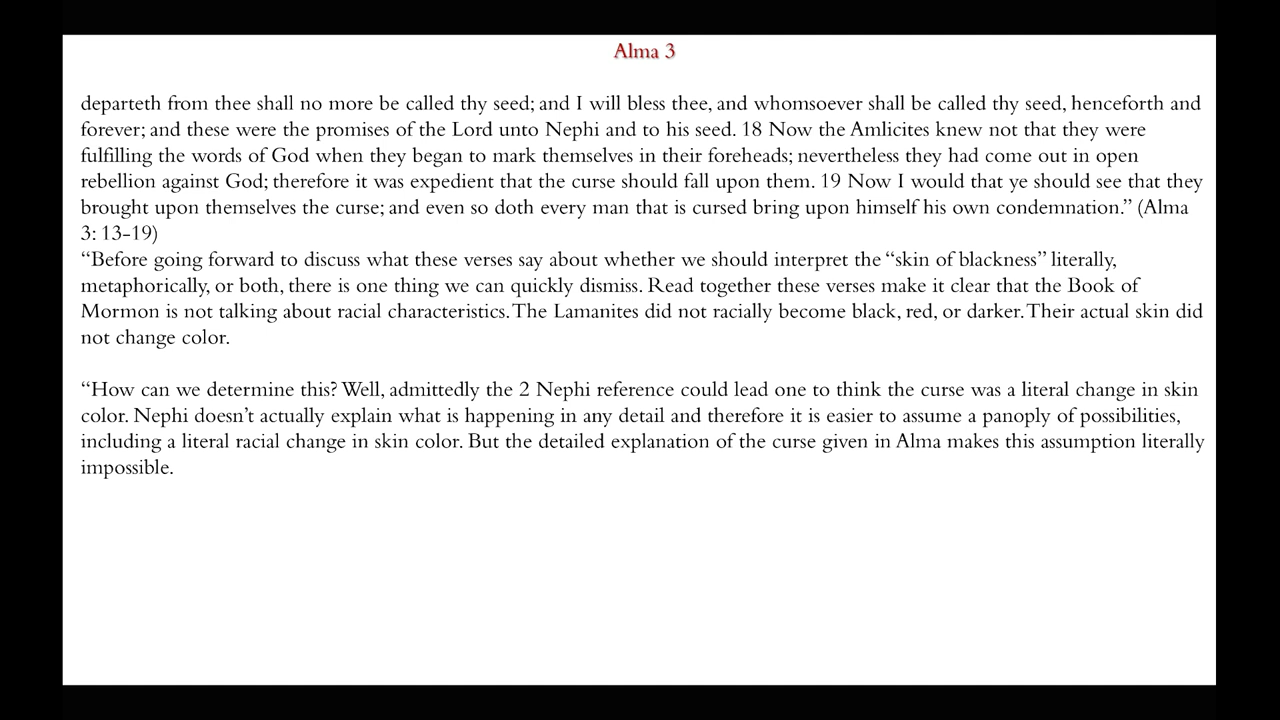 Alma 3
departeth from thee shall no more be called thy seed; and I will bless thee, and whomsoever shall be called thy seed, henceforth and
forever; and these were the promises of the Lord unto Nephi and to his seed. 18 Now the Amlicites knew not that they were
fulfilling the words of God when they began to mark themselves in their foreheads; nevertheless they had come out in open
rebellion against God; therefore it was expedient that the curse should fall upon them. 19 Now I would that ye should see that they
brought upon themselves the curse; and even so doth every man that is cursed bring upon himself his own condemnation.” (Alma
3: 13-19)
“Before going forward to discuss what these verses say about whether we should interpret the “skin of blackness” literally,
metaphorically, or both, there is one thing we can quickly dismiss. Read together these verses make it clear that the Book of
Mormon is not talking about racial characteristics. The Lamanites did not racially become black, red, or darker. Their actual skin did
not change color.
“How can we determine this? Well, admittedly the 2 Nephi reference could lead one to think the curse was a literal change in skin
color. Nephi doesn’t actually explain what is happening in any detail and therefore it is easier to assume a panoply of possibilities,
including a literal racial change in skin color. But the detailed explanation of the curse given in Alma makes this assumption literally
impossible.